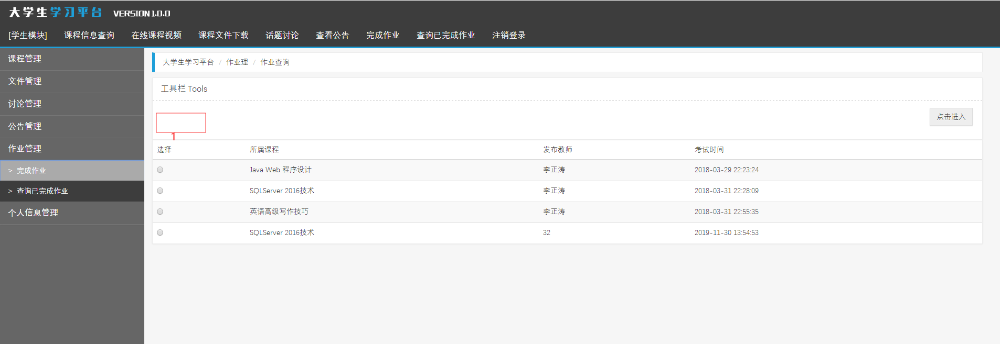 大学生学习平台 VERSION 1.0.0
[学生模块] 课程信息查询 在线课程视频 课程文件下载 话题讨论 查看公告 完成作业 查询已完成作业 注销登录
课程管理
文件管理
讨论管理
公告管理
作业管理
> 完成作业
> 查询已完成作业
个人信息管理
大学生学习平台 / 作业理 / 作业查询
工具栏 Tools
点击进入
1
选择 所属课程 发布教师 考试时间
Java Web 程序设计 李正涛 2018-03-29 22:23:24
SQLServer 2016技术 李正涛 2018-03-31 22:28:09
英语高级写作技巧 李正涛 2018-03-31 22:55:35
SQLServer 2016技术 32 2019-11-30 13:54:53